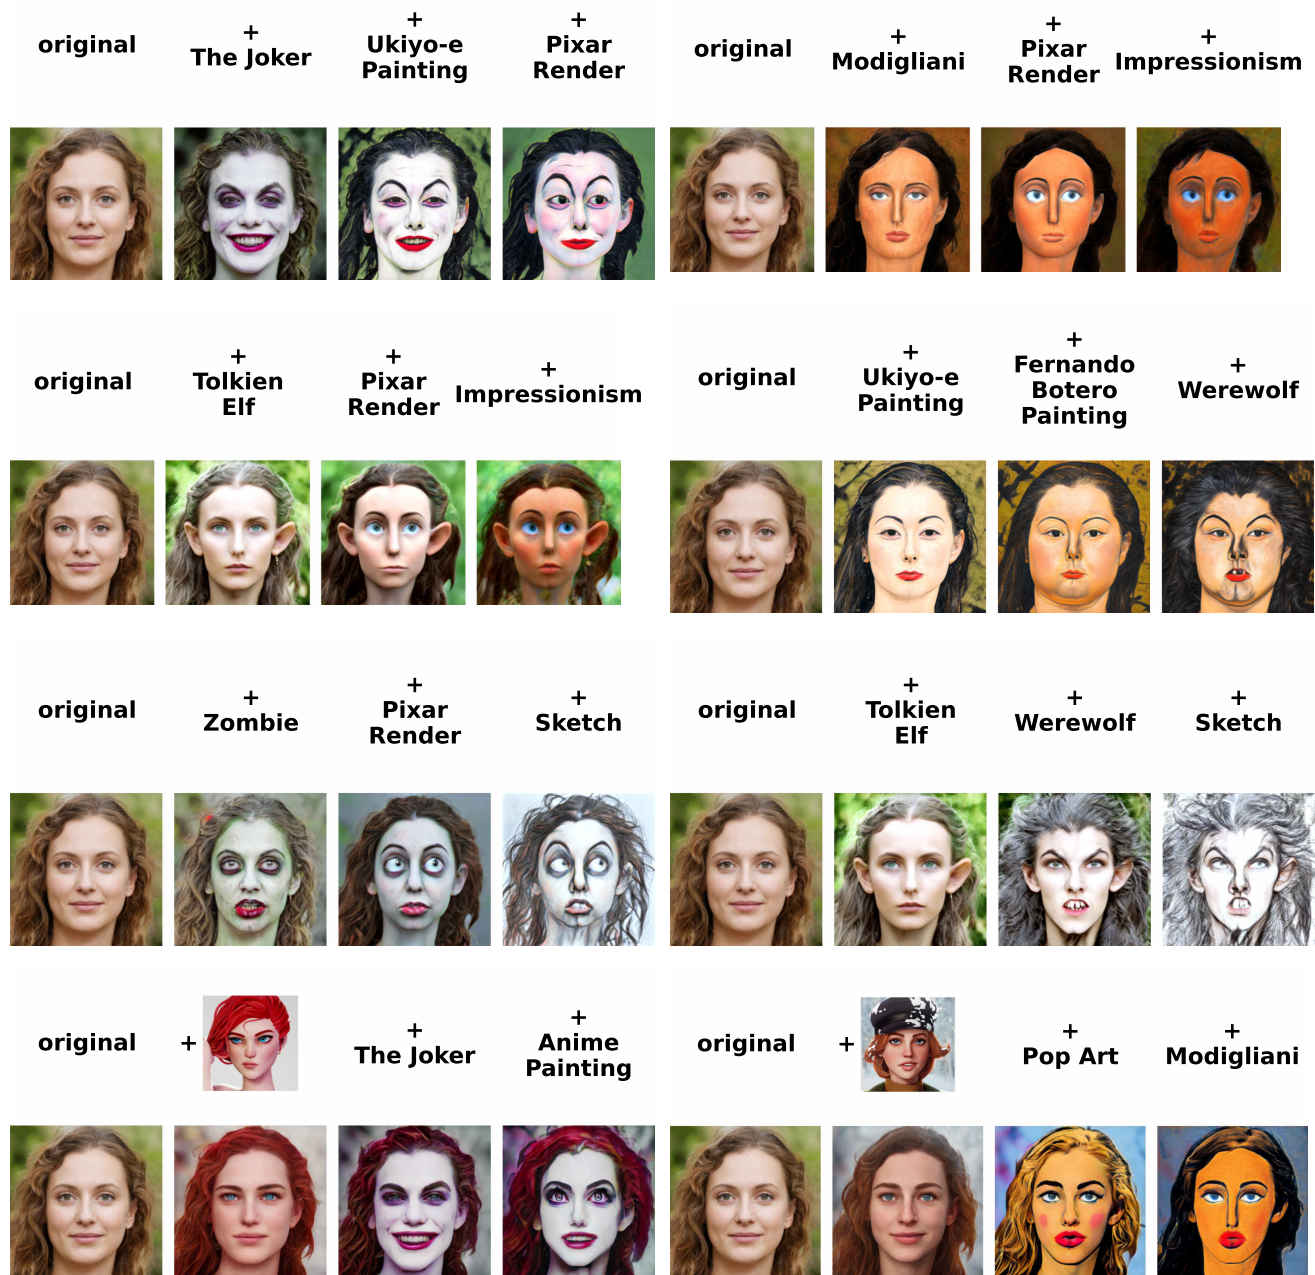 original
+
The Joker
+
Ukiyo-e
Painting
+
Pixar
Render
original
+
Modigliani
+
Pixar
Render
+
Impressionism
original
+
Tolkien
Elf
+
Pixar
Render
+
Impressionism
original
+
Ukiyo-e
Painting
+
Fernando
Botero
Painting
+
Werewolf
original
+
Zombie
+
Pixar
Render
+
Sketch
original
+
Tolkien
Elf
+
Werewolf
+
Sketch
original
+
+
The Joker
+
Anime
Painting
original
+
+
Pop Art
+
Modigliani